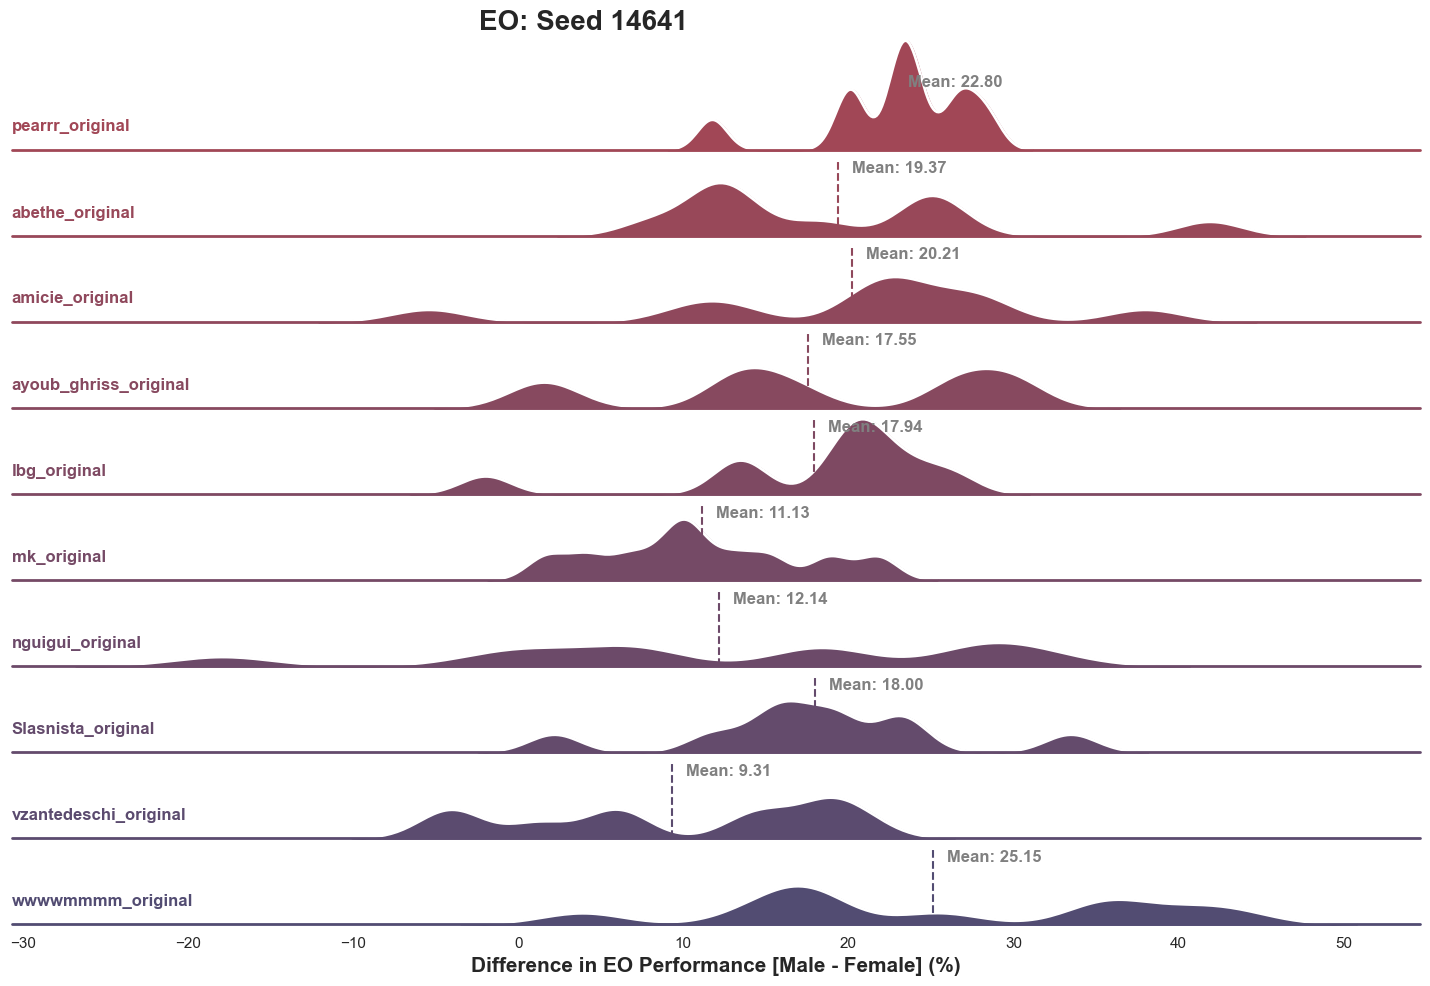 EO: Seed 14641
Mean: 22.80
pearrr_original
Mean: 19.37
abethe_original
Mean: 20.21
amicie_original
Mean: 17.55
ayoub_ghriss_original
Mean: 17.94
lbg_original
Mean: 11.13
mk_original
Mean: 12.14
nguigui_original
Mean: 18.00
Slasnista_original
Mean: 9.31
vzantedeschi_original
Mean: 25.15
wwwwmmmm_original
−30 −20 −10 0 10 20 30 40 50
Difference in EO Performance [Male - Female] (%)